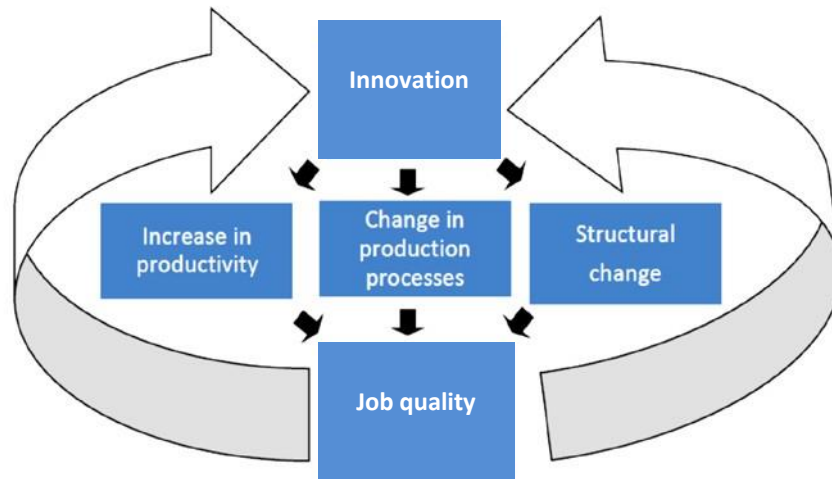 Innovation
Increase in
productivity
Change in
production
processes
Structural
change
Job quality